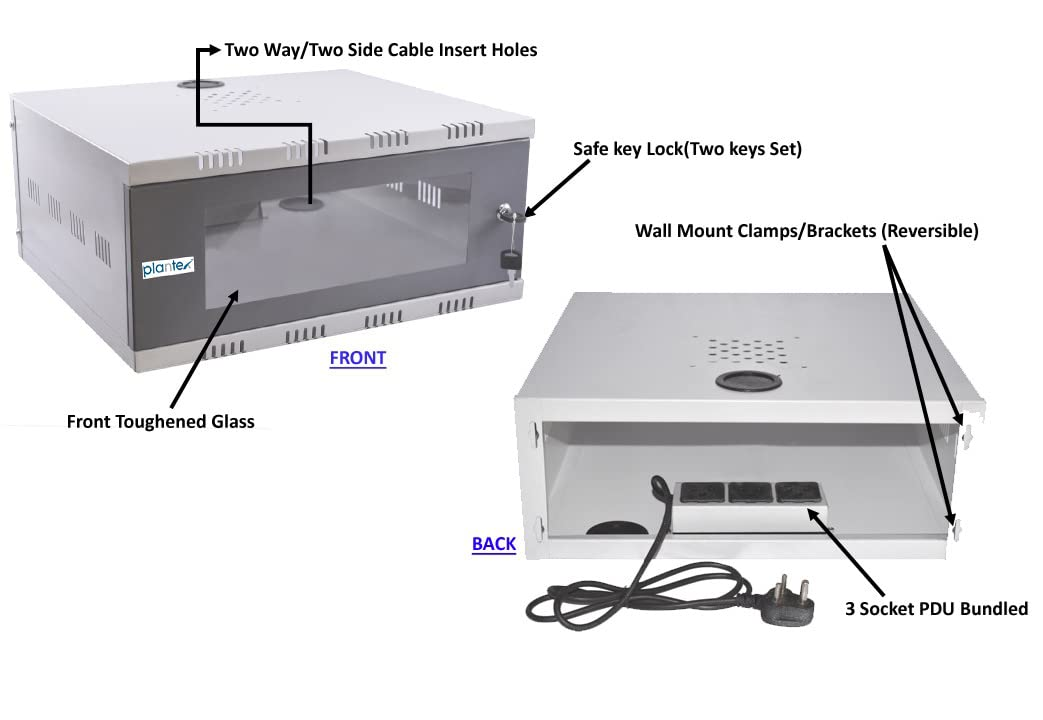 Two Way/Two Side Cable Insert Holes
Safe key Lock(Two keys Set)
Wall Mount Clamps/Brackets (Reversible)
plantex
FRONT
Front Toughened Glass
BACK
3 Socket PDU Bundled